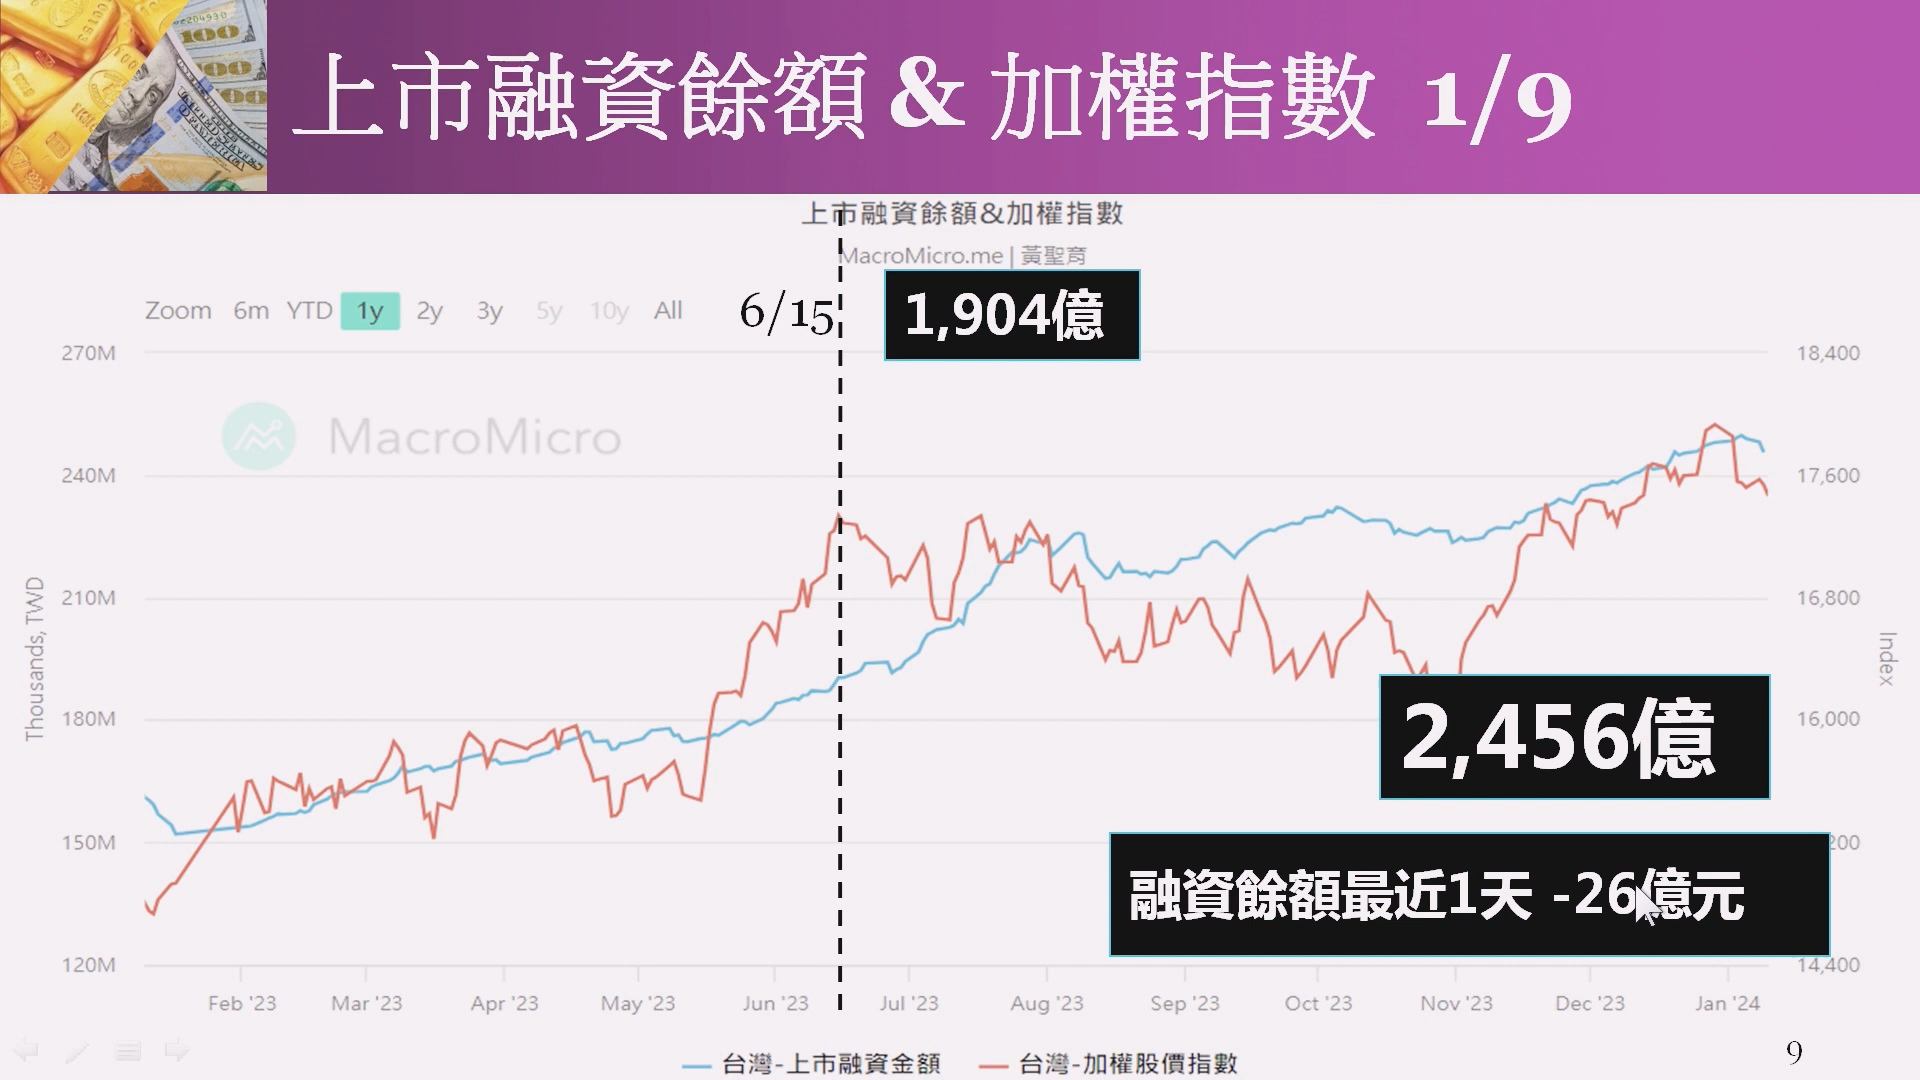 上市融資餘額 & 加權指數 1/9
上市融資餘額&加權指數
MacroMicro.me | 黃聖育
Zoom 6m YTD 1y 2y 3y 5y 10y All
6/15
1,904億
270M
18,400
MacroMicro
240M
17,600
210M
16,800
Thousands, TWD
Index
2,456億
180M
16,000
150M
200
融資餘額最近1天 -26億元
120M
14,400
Feb '23 Mar '23 Apr '23 May '23 Jun '23 Jul '23 Aug '23 Sep '23 Oct '23 Nov '23 Dec '23 Jan '24
台灣-上市融資金額 台灣-加權股價指數
9